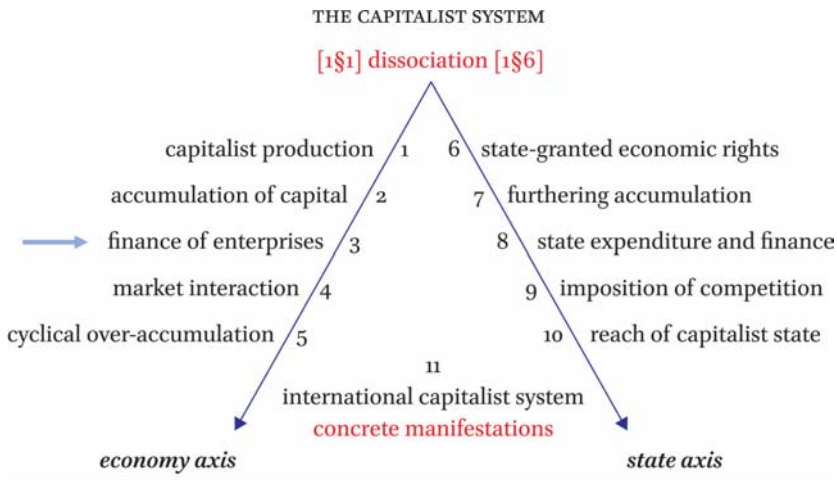 THE CAPITALIST SYSTEM
[1§1] dissociation [1§6]
capitalist production 1 6 state-granted economic rights
accumulation of capital 2 7 furthering accumulation
finance of enterprises 3 8 state expenditure and finance
market interaction 4 9 imposition of competition
cyclical over-accumulation 5 10 reach of capitalist state
11
international capitalist system
concrete manifestations
economy axis state axis